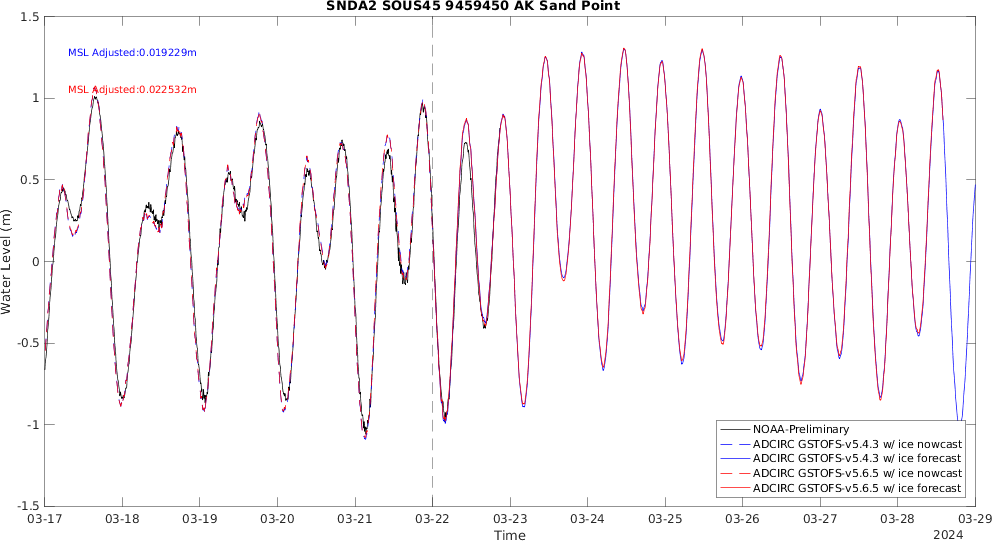 SNDA2 SOUS45 9459450 AK Sand Point
MSL Adjusted:0.019229m
MSL Adjusted:0.022532m
Water Level (m)
1.5
1
0.5
0
-0.5
-1
-1.5
NOAA-Preliminary
ADCIRC GSTOFS-v5.4.3 w/ ice nowcast
ADCIRC GSTOFS-v5.4.3 w/ ice forecast
ADCIRC GSTOFS-v5.6.5 w/ ice nowcast
ADCIRC GSTOFS-v5.6.5 w/ ice forecast
03-17 03-18 03-19 03-20 03-21 03-22 03-23 03-24 03-25 03-26 03-27 03-28 03-29
Time
2024